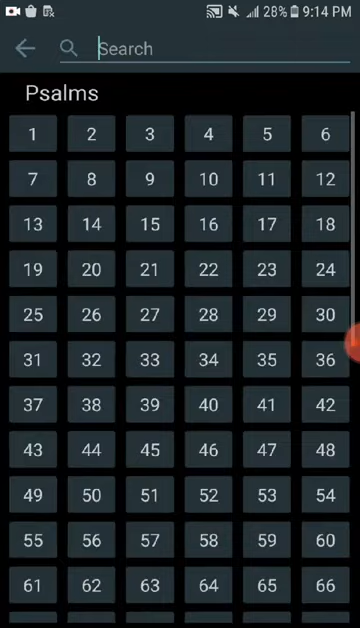 28% 9:14 PM
Search
Psalms
1 2 3 4 5 6
7 8 9 10 11 12
13 14 15 16 17 18
19 20 21 22 23 24
25 26 27 28 29 30
31 32 33 34 35 36
37 38 39 40 41 42
43 44 45 46 47 48
49 50 51 52 53 54
55 56 57 58 59 60
61 62 63 64 65 66